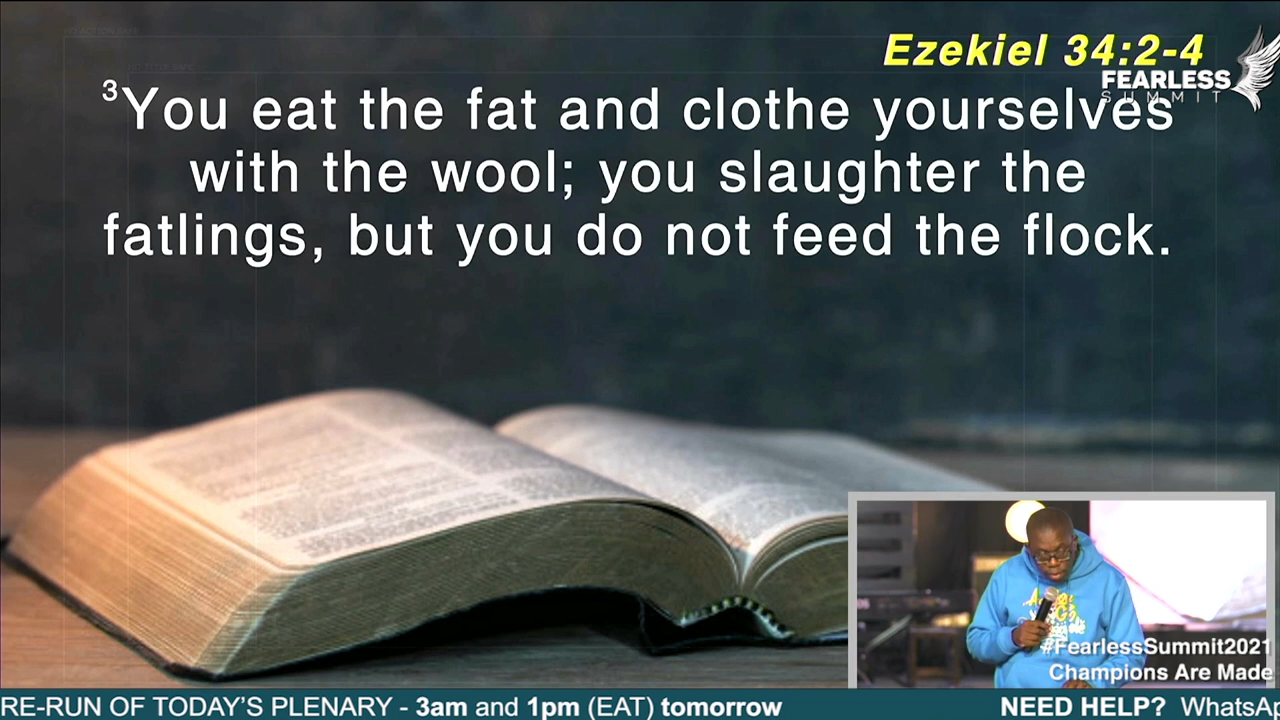 Ezekiel 34:2-4
FEARLESS
SUMMIT
3You eat the fat and clothe yourselves
with the wool; you slaughter the
fatlings, but you do not feed the flock.
#FearlessSummit2021
Champions Are Made
RE-RUN OF TODAY'S PLENARY - 3am and 1pm (EAT) tomorrow
NEED HELP? WhatsAp